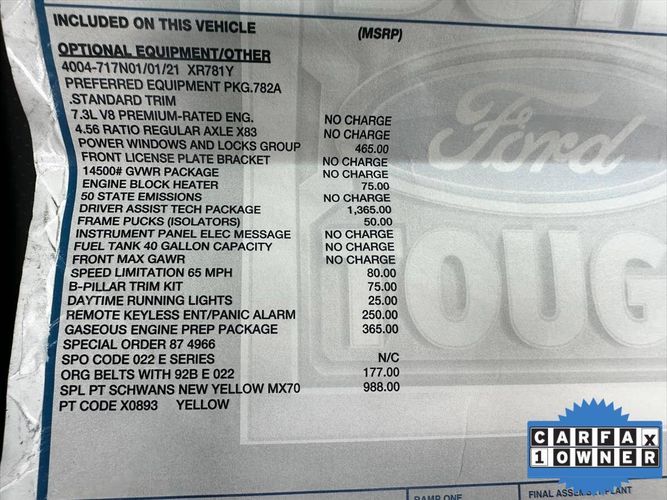 INCLUDED ON THIS VEHICLE (MSRP)
OPTIONAL EQUIPMENT/OTHER
4004-717N01/01/21 XR781Y
PREFERRED EQUIPMENT PKG.782A
.STANDARD TRIM
7.3L V8 PREMIUM-RATED ENG. NO CHARGE
4.56 RATIO REGULAR AXLE X83 NO CHARGE
POWER WINDOWS AND LOCKS GROUP 465.00
FRONT LICENSE PLATE BRACKET NO CHARGE
14500# GVWR PACKAGE NO CHARGE
ENGINE BLOCK HEATER 75.00
50 STATE EMISSIONS NO CHARGE
DRIVER ASSIST TECH PACKAGE 1,365.00
FRAME PUCKS (ISOLATORS) 50.00
INSTRUMENT PANEL ELEC MESSAGE NO CHARGE
FUEL TANK 40 GALLON CAPACITY NO CHARGE
FRONT MAX GAWR NO CHARGE
SPEED LIMITATION 65 MPH 80.00
B-PILLAR TRIM KIT 75.00
DAYTIME RUNNING LIGHTS 25.00
REMOTE KEYLESS ENT/PANIC ALARM 250.00
GASEOUS ENGINE PREP PACKAGE 365.00
SPECIAL ORDER 87 4966
SPO CODE 022 E SERIES N/C
ORG BELTS WITH 92B E 022 177.00
SPL PT SCHWANS NEW YELLOW MX70 988.00
PT CODE X0893 YELLOW
Ford
TOUG
CARFAX
1 OWNER
RAMP ONE
FINAL ASSEMBLY PLANT